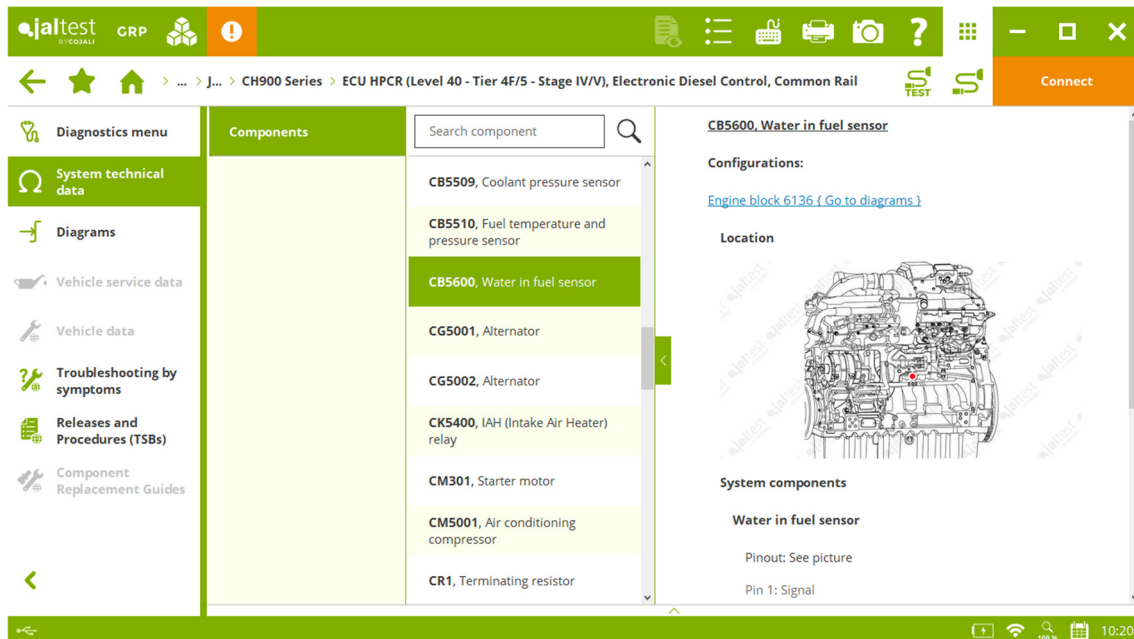 jaltest
BY COJALI
GRP
> ... > J... > CH900 Series > ECU HPCR (Level 40 - Tier 4F/5 - Stage IV/V), Electronic Diesel Control, Common Rail
TEST
Connect
Diagnostics menu
System technical
data
Diagrams
Vehicle service data
Vehicle data
Troubleshooting by
symptoms
Releases and
Procedures (TSBs)
Component
Replacement Guides
Components
Search component
CB5509, Coolant pressure sensor
CB5510, Fuel temperature and
pressure sensor
CB5600, Water in fuel sensor
CG5001, Alternator
CG5002, Alternator
CK5400, IAH (Intake Air Heater)
relay
CM301, Starter motor
CM5001, Air conditioning
compressor
CR1, Terminating resistor
CB5600, Water in fuel sensor
Configurations:
Engine block 6136 { Go to diagrams }
Location
System components
Water in fuel sensor
Pinout: See picture
Pin 1: Signal
100 %
10:20